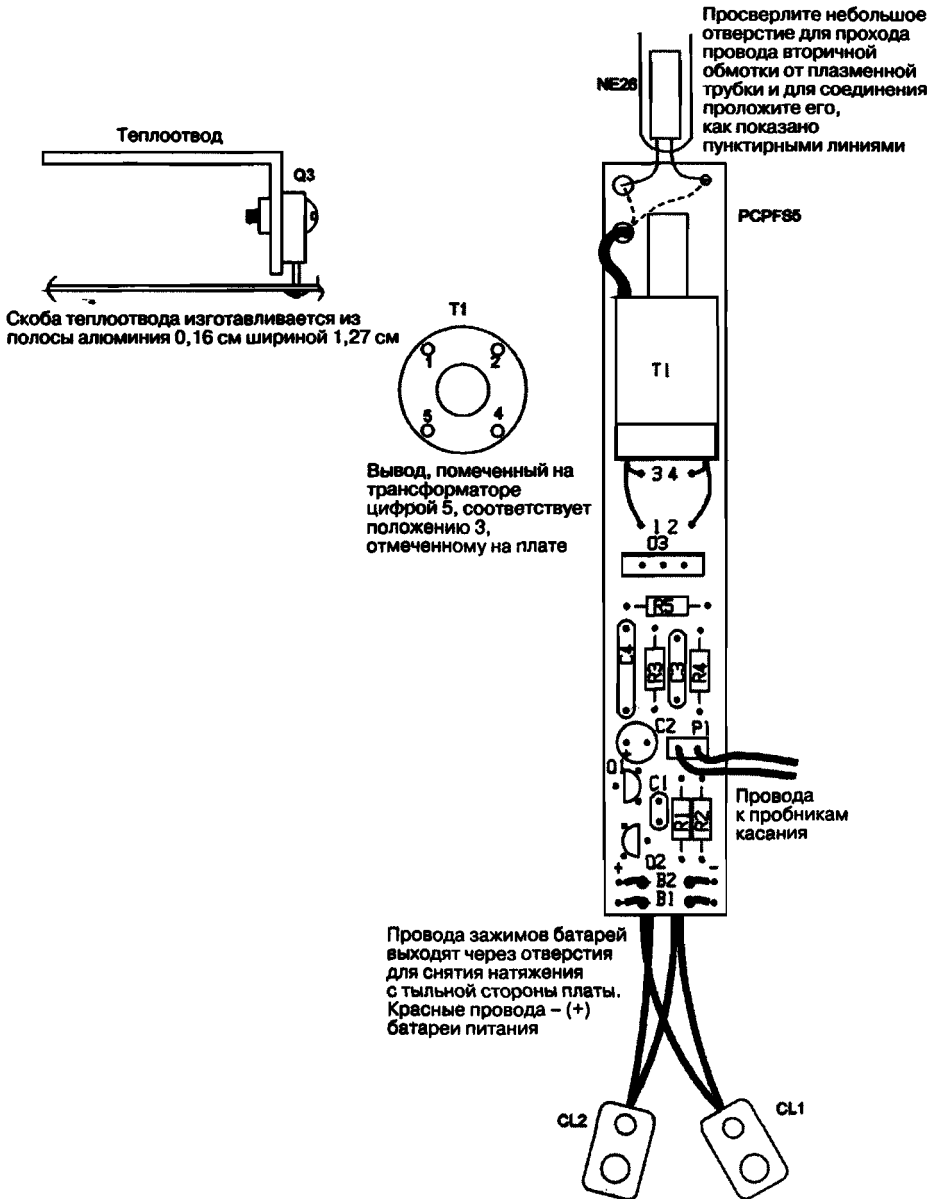 Просверлите небольшое
отверстие для прохода
провода вторичной
обмотки от плазменной
трубки и для соединения
проложите его,
как показано
пунктирными линиями
NE26
Теплоотвод
Q3
PCPFS5
Скоба теплоотвода изготавливается из
полосы алюминия 0,16 см шириной 1,27 см
T1
1 2
5 4
T1
Вывод, помеченный на
трансформаторе
цифрой 5, соответствует
положению 3,
отмеченному на плате
3 4
1 2
Q3
R5
C4
R3
C3
R4
C2
P1
+
Q1
C1
R1
R2
Провода
к пробникам
касания
Q2
+ B2 -
B1
Провода зажимов батарей
выходят через отверстия
для снятия натяжения
с тыльной стороны платы.
Красные провода – (+)
батареи питания
CL2
CL1